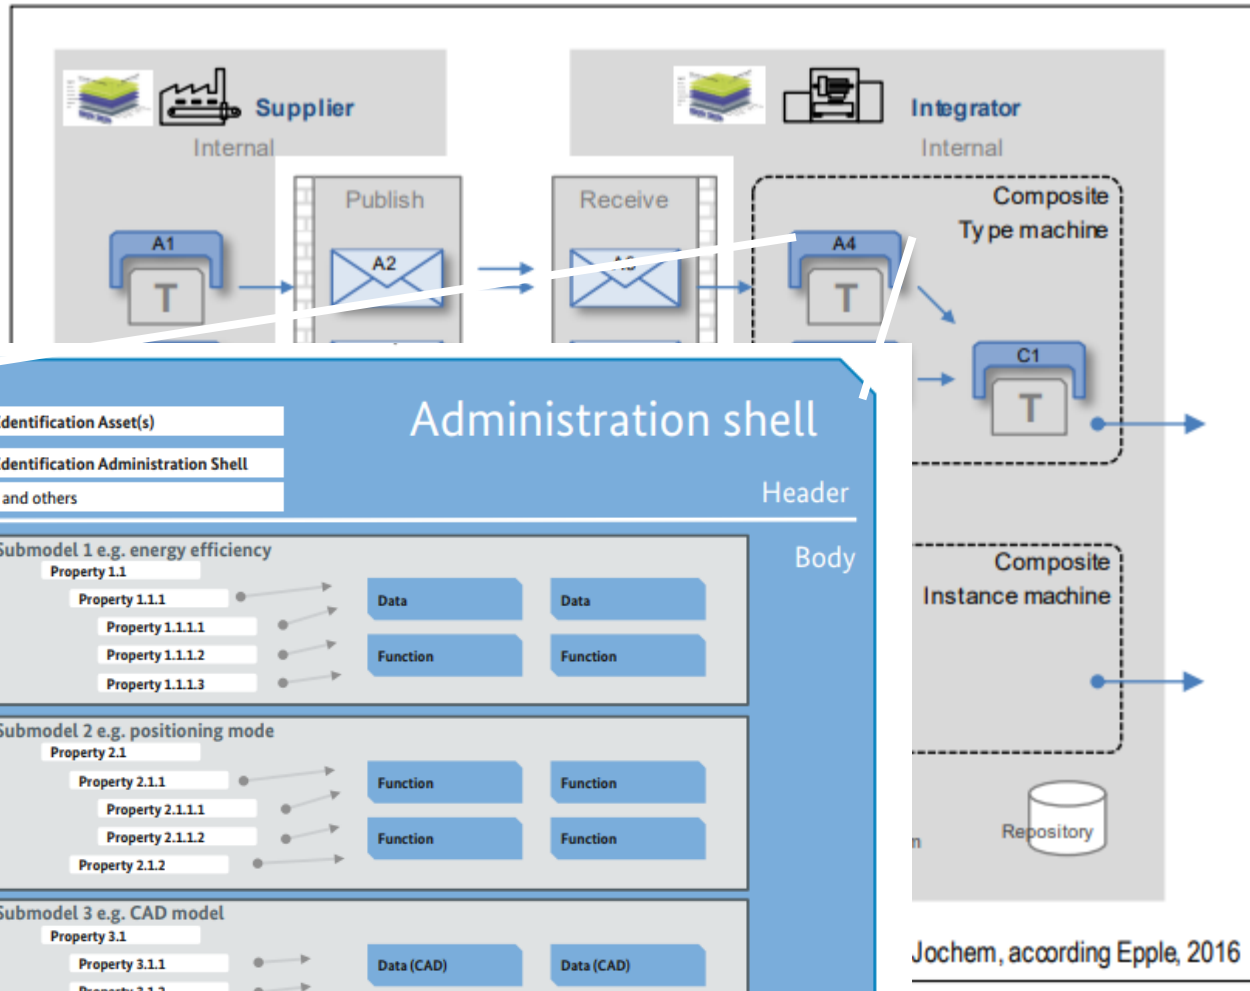 Supplier
Internal
Integrator
Internal
Publish
Receive
Composite
Type machine
A1
T
A2
A4
T
C1
T
Administration shell
dentification Asset(s)
dentification Administration Shell
and others
Header
Body
Submodel 1 e.g. energy efficiency
Property 1.1
Property 1.1.1
Property 1.1.1.1
Property 1.1.1.2
Property 1.1.1.3
Data
Data
Function
Function
Submodel 2 e.g. positioning mode
Property 2.1
Property 2.1.1
Property 2.1.1.1
Property 2.1.1.2
Property 2.1.2
Function
Function
Function
Function
Submodel 3 e.g. CAD model
Property 3.1
Property 3.1.1
Data (CAD)
Data (CAD)
Composite
Instance machine
Repository
Jochem, according Epple, 2016